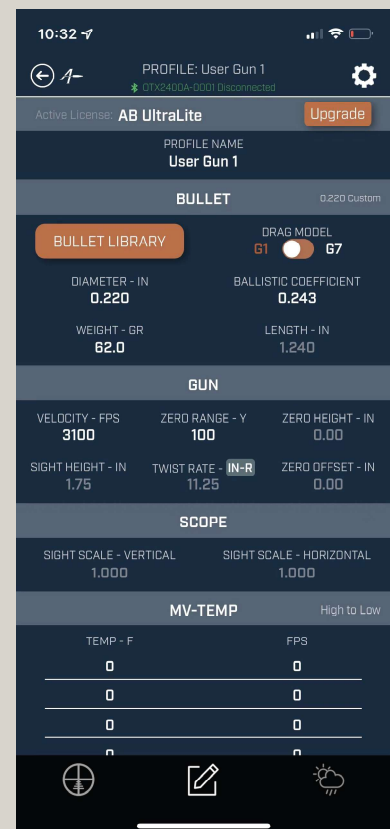 10:32
PROFILE: User Gun 1
OTX240DA-0001 Disconnected
Active License: AB UltraLite
Upgrade
PROFILE NAME
User Gun 1
BULLET
0.220 Custom
BULLET LIBRARY
DRAG MODEL
G1 G7
DIAMETER - IN BALLISTIC COEFFICIENT
0.220 0.243
WEIGHT - GR LENGTH - IN
62.0 1.240
GUN
VELOCITY - FPS ZERO RANGE - Y ZERO HEIGHT - IN
3100 100 0.00
SIGHT HEIGHT - IN TWIST RATE - IN-R ZERO OFFSET - IN
1.75 11.25 0.00
SCOPE
SIGHT SCALE - VERTICAL SIGHT SCALE - HORIZONTAL
1.000 1.000
MV-TEMP High to Low
TEMP - F FPS
0 0
0 0
0 0
0 0